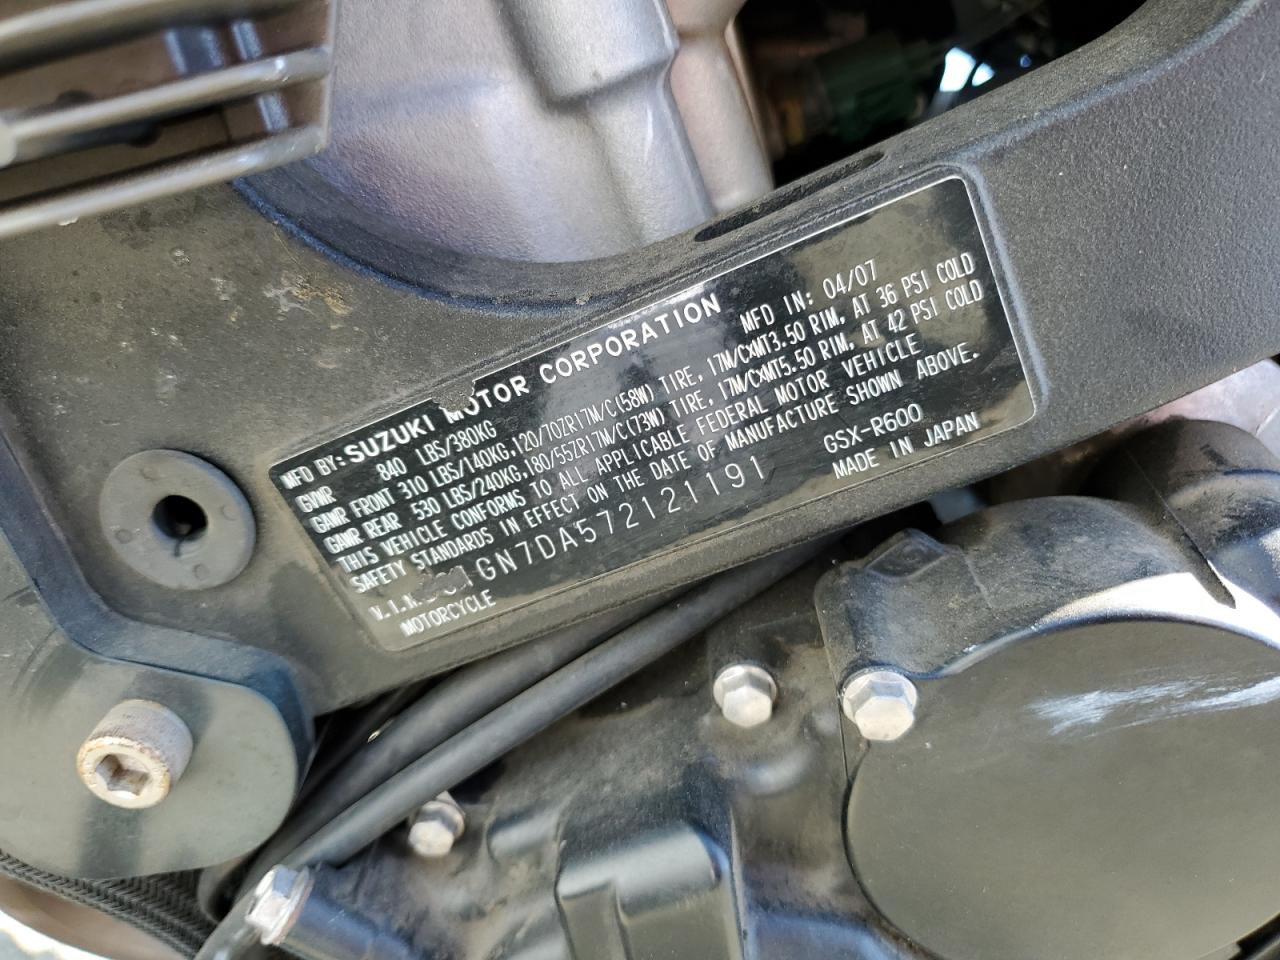 MFD BY: SUZUKI MOTOR CORPORATION MFD IN: 04/07
GVWR 840 LBS/380KG
GAWR FRONT 310 LBS/140KG,120/70ZR17M/C(58W) TIRE, 17M/CxMT3.50 RIM, AT 36 PSI COLD
GAWR REAR 530 LBS/240KG,180/55ZR17M/C(73W) TIRE, 17M/CxMT5.50 RIM, AT 42 PSI COLD
THIS VEHICLE CONFORMS TO ALL APPLICABLE FEDERAL MOTOR VEHICLE
SAFETY STANDARDS IN EFFECT ON THE DATE OF MANUFACTURE SHOWN ABOVE.
V.I.N. GN7DA572121191 GSX-R600
MOTORCYCLE MADE IN JAPAN